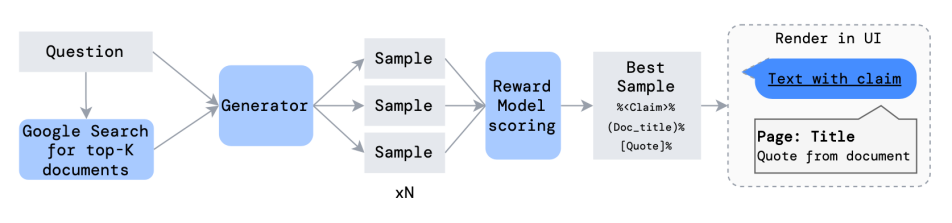 Question
Google Search
for top-K
documents
Generator
Sample
Sample
Sample
xN
Reward
Model
scoring
Best
Sample
%<Claim>%
(Doc_title)%
[Quote]%
Render in UI
Text with claim
Page: Title
Quote from document